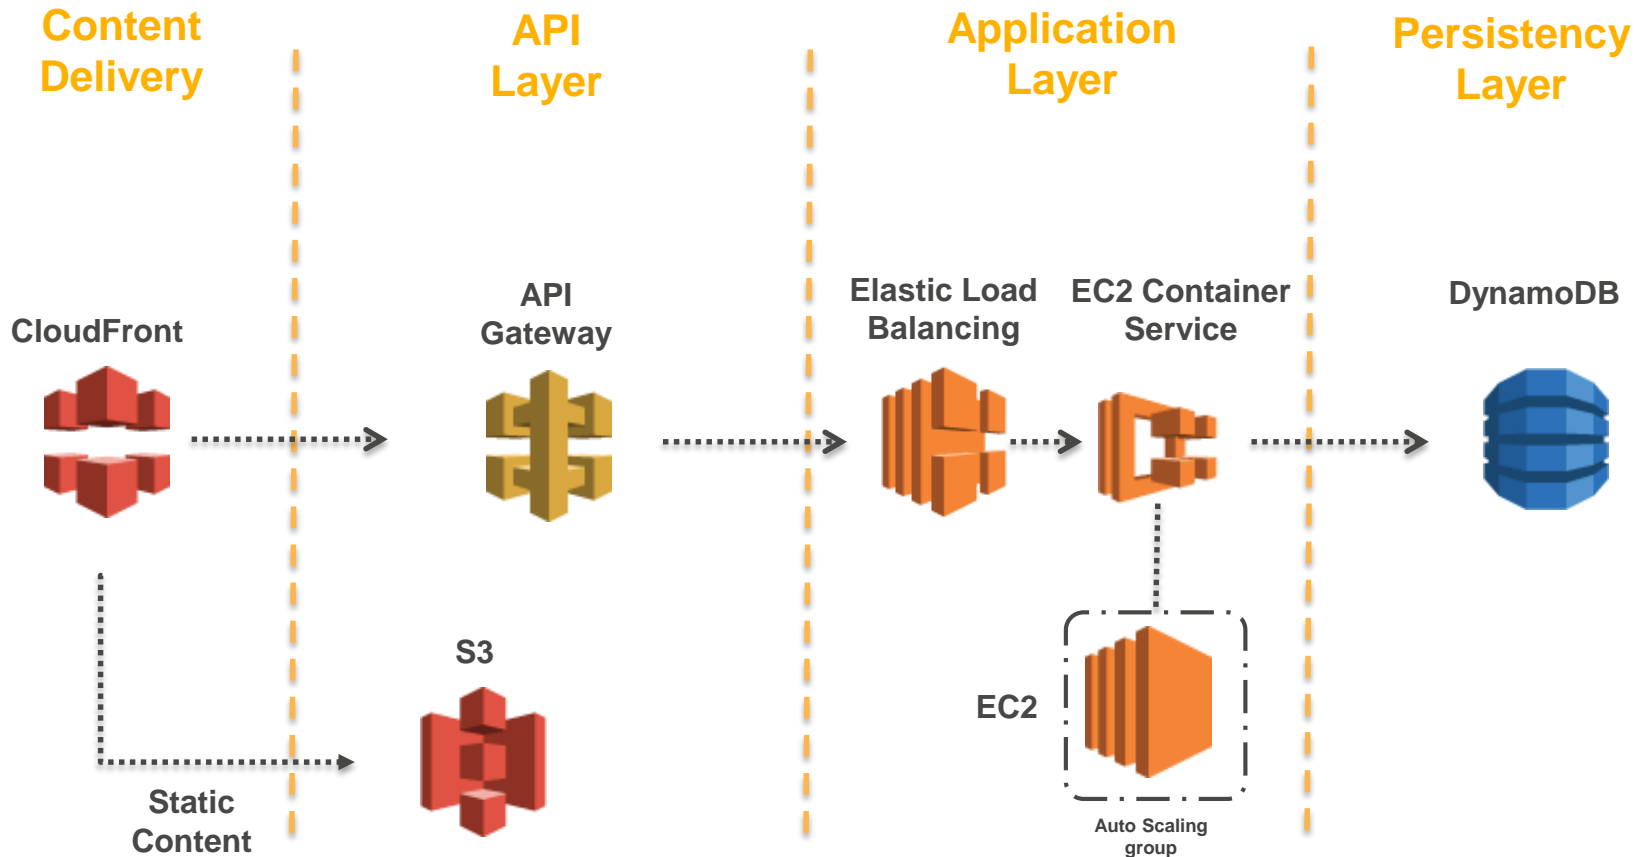 Content
Delivery
API
Layer
Application
Layer
Persistency
Layer
CloudFront
API
Gateway
Elastic Load
Balancing
EC2 Container
Service
DynamoDB
S3
EC2
Static
Content
Auto Scaling
group